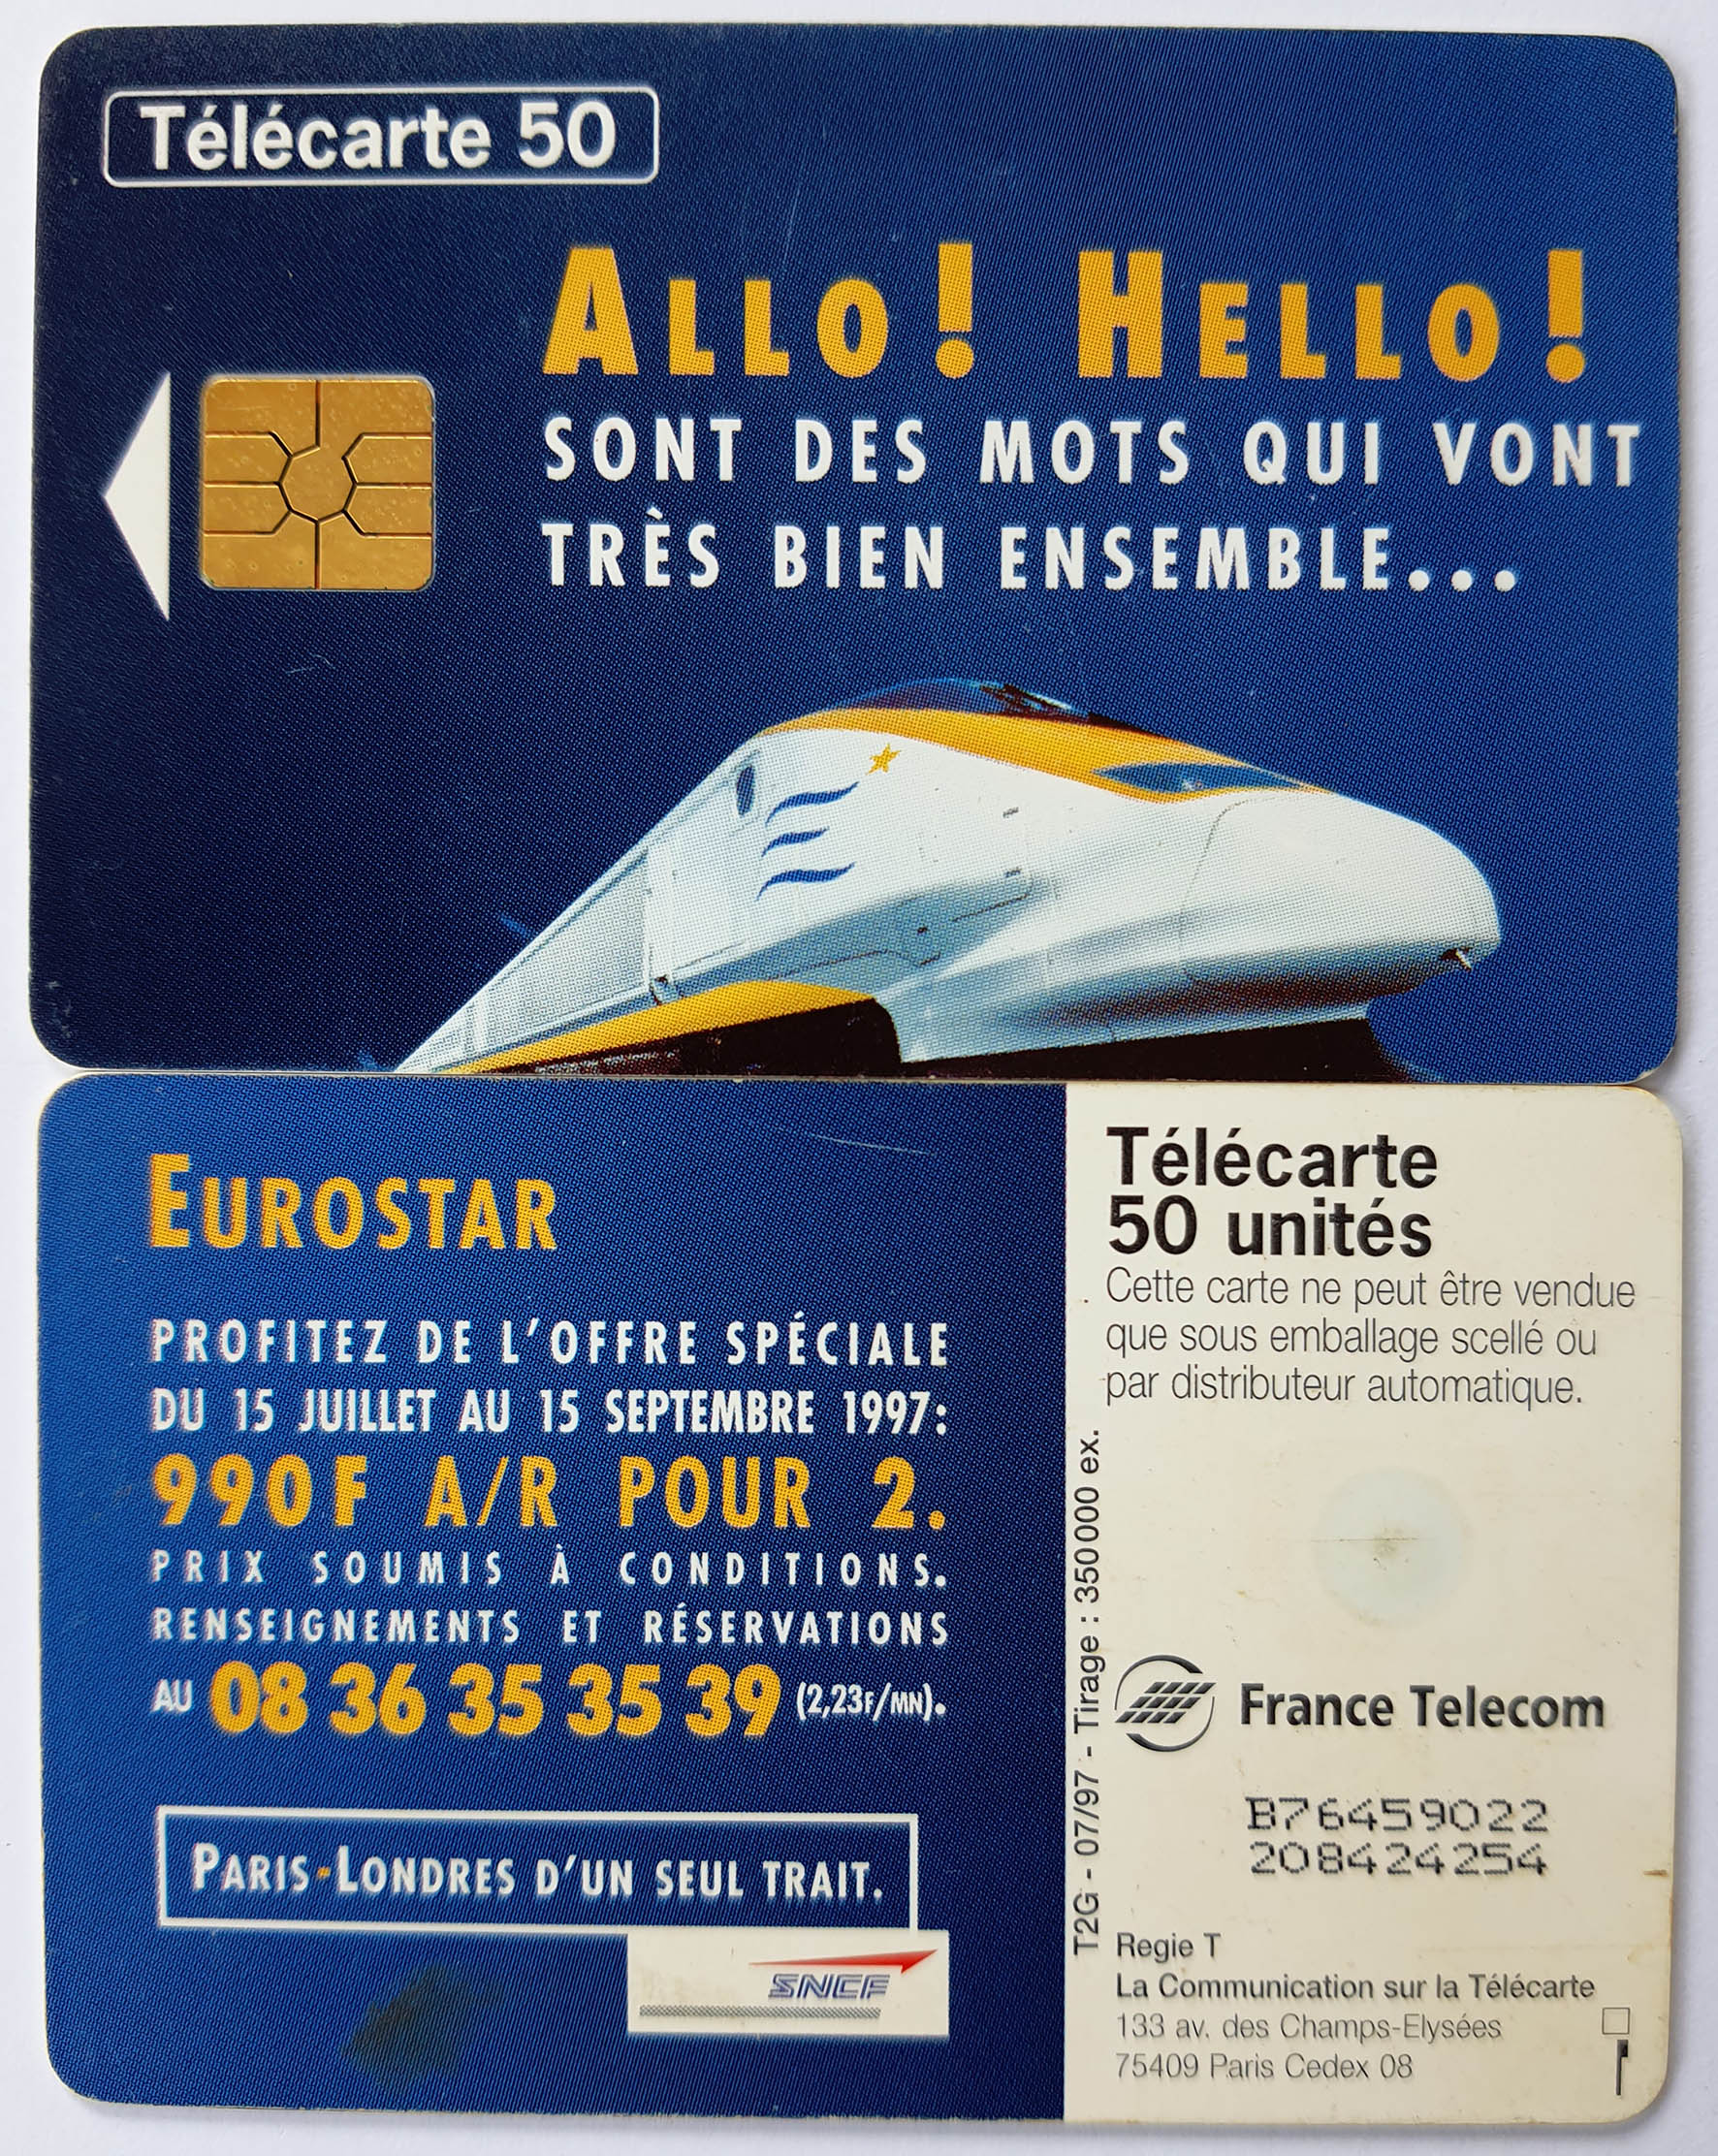 Télécarte 50
ALLO! HELLO!
SONT DES MOTS QUI VONT
TRÈS BIEN ENSEMBLE...
EUROSTAR
PROFITEZ DE L'OFFRE SPÉCIALE
DU 15 JUILLET AU 15 SEPTEMBRE 1997:
990F A/R POUR 2.
PRIX SOUMIS À CONDITIONS.
RENSEIGNEMENTS ET RÉSERVATIONS
AU 08 36 35 35 39 (2,23F/MN).
PARIS-LONDRES D'UN SEUL TRAIT.
SNCF
T2G - 07/97 - Tirage : 350000 ex.
Télécarte
50 unités
Cette carte ne peut être vendue
que sous emballage scellé ou
par distributeur automatique.
France Telecom
B76459022
208424254
Regie T
La Communication sur la Télécarte
133 av. des Champs-Elysées
75409 Paris Cedex 08